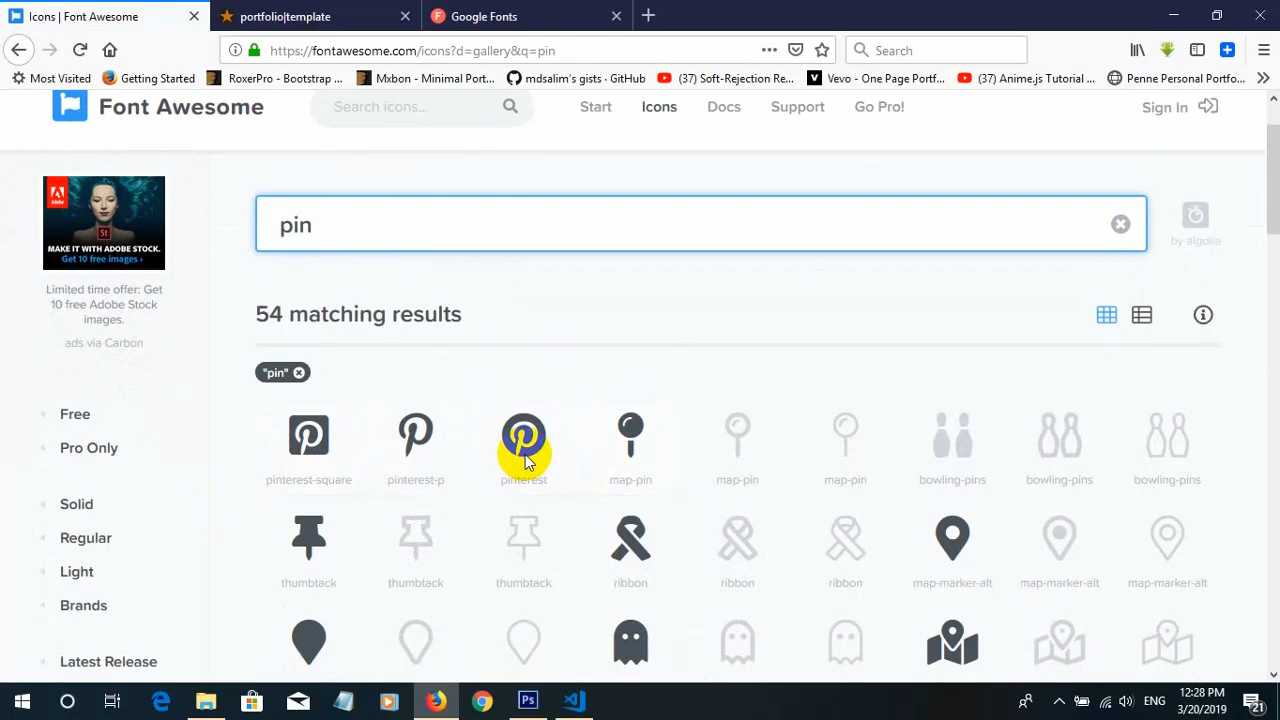 Icons | Font Awesome
portfolio|template
Google Fonts
https://fontawesome.com/icons?d=gallery&q=pin
Search
Most Visited
Getting Started
RoxerPro - Bootstrap ...
Mxbon - Minimal Port...
mdsalim's gists · GitHub
(37) Soft-Rejection Re...
Vevo - One Page Portf...
(37) Anime.js Tutorial ...
Penne Personal Portfo...
Font Awesome
Search icons...
Start
Icons
Docs
Support
Go Pro!
Sign In
Adobe
St
MAKE IT WITH ADOBE STOCK.
Get 10 free images ›
Limited time offer: Get
10 free Adobe Stock
images.
ads via Carbon
pin
by algolia
54 matching results
"pin"
Free
Pro Only
Solid
Regular
Light
Brands
Latest Release
pinterest-square
pinterest-p
pinterest
map-pin
map-pin
map-pin
bowling-pins
bowling-pins
bowling-pins
thumbtack
thumbtack
thumbtack
ribbon
ribbon
ribbon
map-marker-alt
map-marker-alt
map-marker-alt
Ps
ENG
12:28 PM
3/20/2019
21